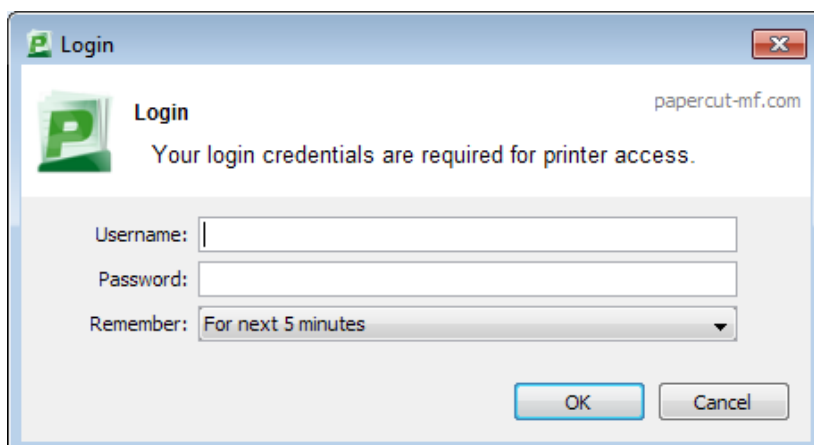 Login
papercut-mf.com
Login
Your login credentials are required for printer access.
Username:
Password:
Remember: For next 5 minutes
OK Cancel